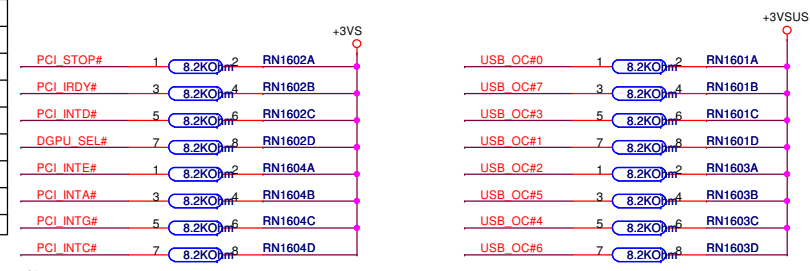 +3VS
PCI_STOP# 1 8.2KOhm 2 RN1602A
PCI_IRDY# 3 8.2KOhm 4 RN1602B
PCI_INTD# 5 8.2KOhm 6 RN1602C
DGPU_SEL# 7 8.2KOhm 8 RN1602D
PCI_INTE# 1 8.2KOhm 2 RN1604A
PCI_INTA# 3 8.2KOhm 4 RN1604B
PCI_INTG# 5 8.2KOhm 6 RN1604C
PCI_INTC# 7 8.2KOhm 8 RN1604D
+3VSUS
USB_OC#0 1 8.2KOhm 2 RN1601A
USB_OC#7 3 8.2KOhm 4 RN1601B
USB_OC#3 5 8.2KOhm 6 RN1601C
USB_OC#1 7 8.2KOhm 8 RN1601D
USB_OC#2 1 8.2KOhm 2 RN1603A
USB_OC#5 3 8.2KOhm 4 RN1603B
USB_OC#4 5 8.2KOhm 6 RN1603C
USB_OC#6 7 8.2KOhm 8 RN1603D